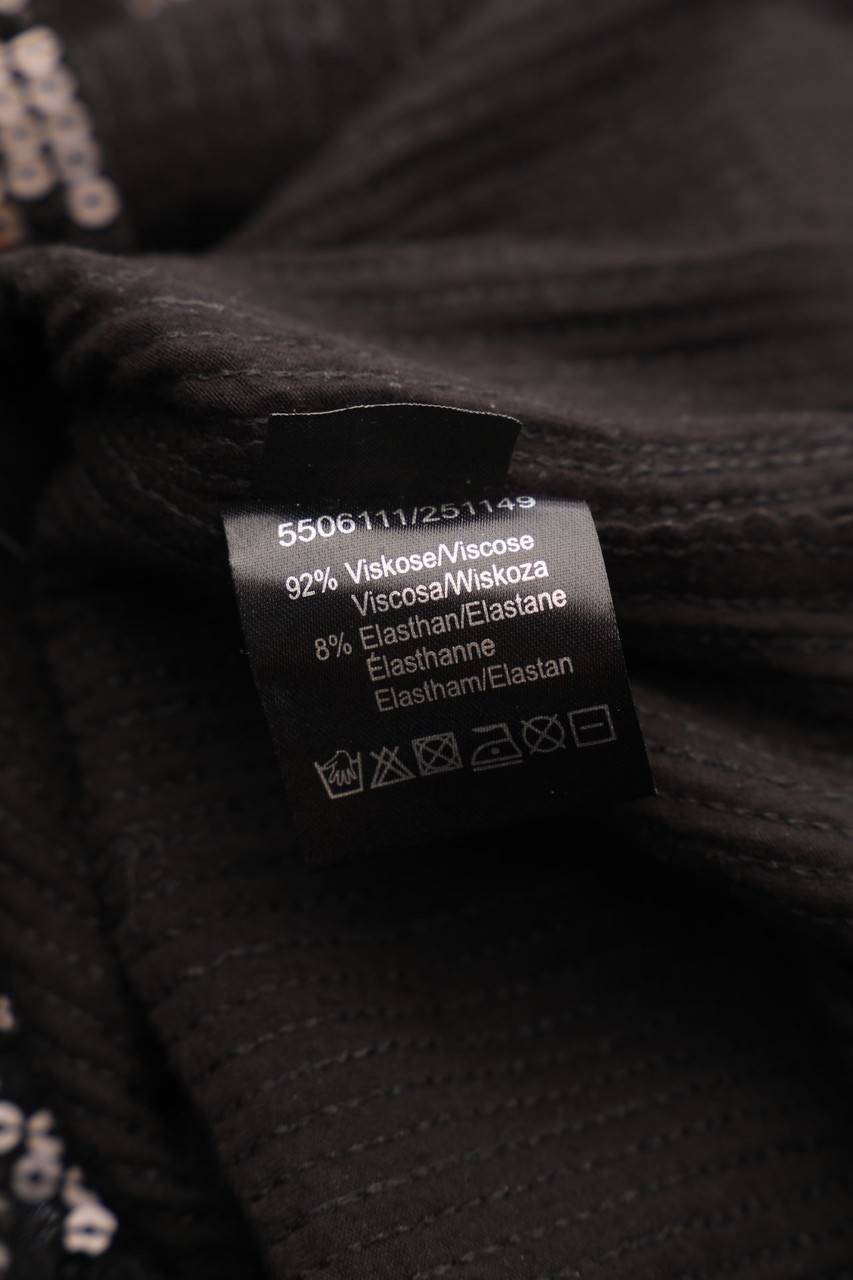 5506111/251149
92% Viskose/Viscose
Viscosa/Wiskoza
8% Elasthan/Elastane
Élasthanne
Elastham/Elastan